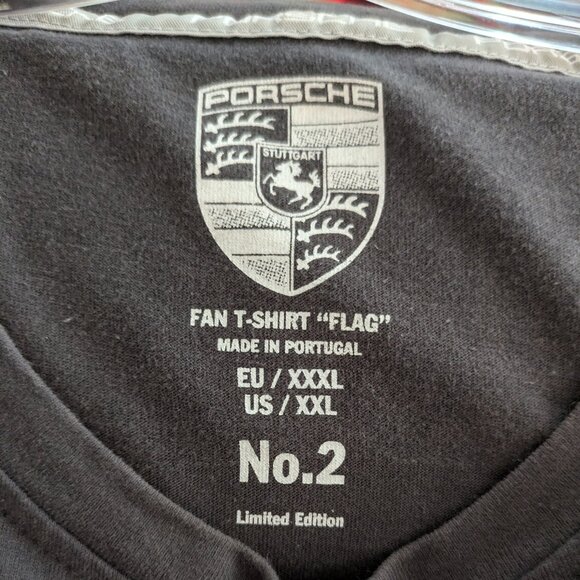 PORSCHE
STUTTGART
FAN T-SHIRT “FLAG”
MADE IN PORTUGAL
EU / XXXL
US / XXL
No.2
Limited Edition